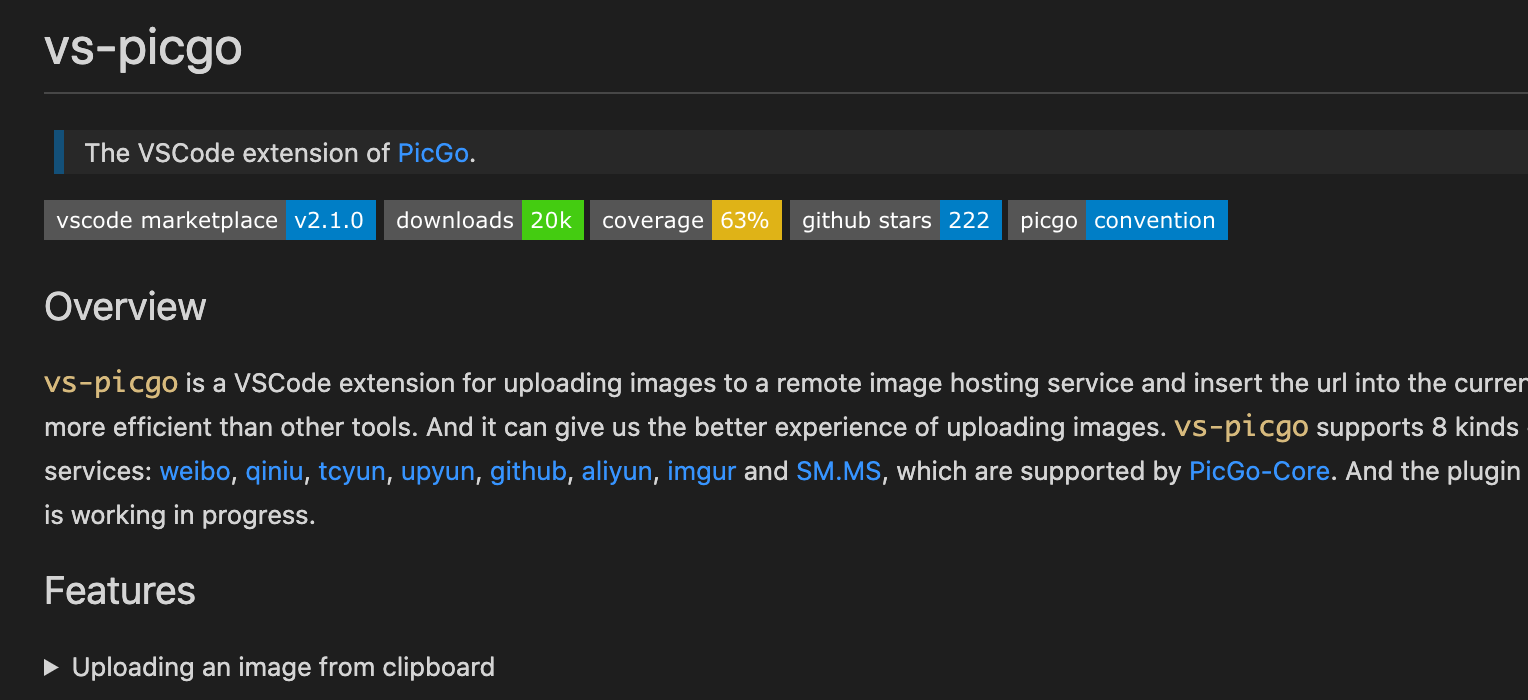 vs-picgo
The VSCode extension of PicGo.
vscode marketplace v2.1.0 downloads 20k coverage 63% github stars 222 picgo convention
Overview
vs-picgo is a VSCode extension for uploading images to a remote image hosting service and insert the url into the
more efficient than other tools. And it can give us the better experience of uploading images. vs-picgo supports 8 kinds
services: weibo, qiniu, tcyun, upyun, github, aliyun, imgur and SM.MS, which are supported by PicGo-Core. And the plugin
is working in progress.
Features
▶ Uploading an image from clipboard